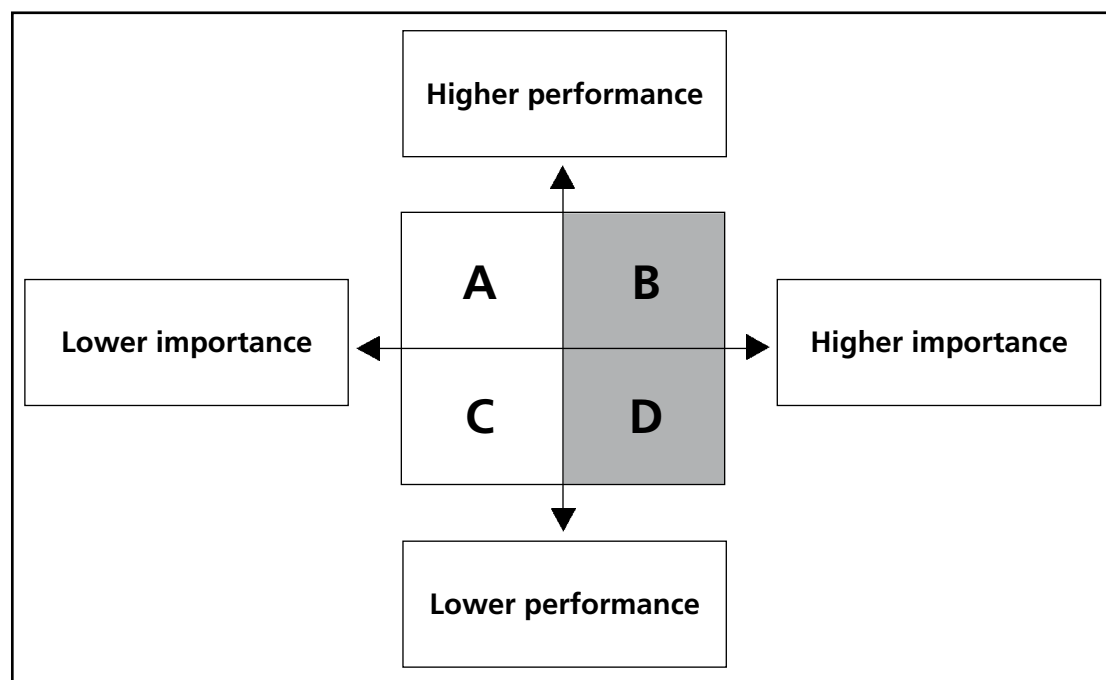 Higher performance
A
B
Lower importance
Higher importance
C
D
Lower performance